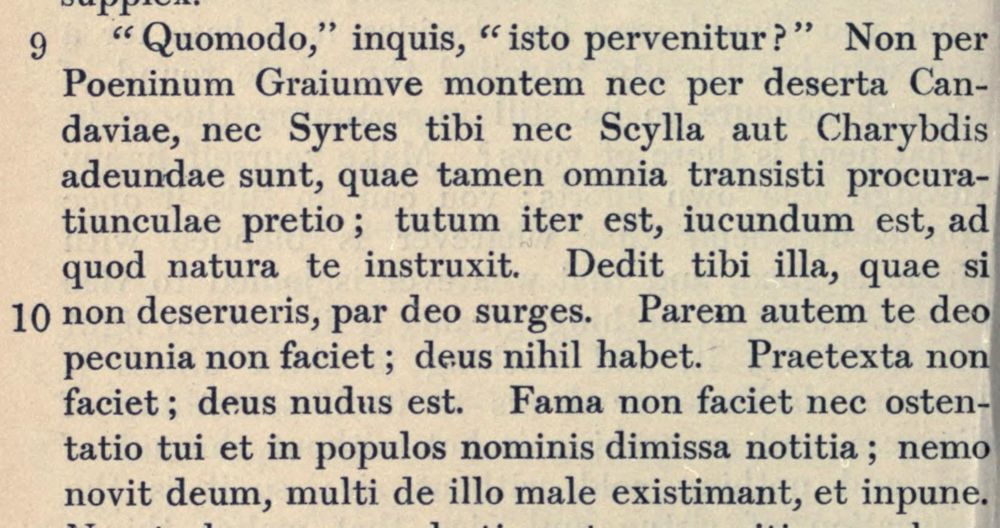 supplex.
9 “Quomodo,” inquis, “isto pervenitur?” Non per
Poeninum Graiumve montem nec per deserta Can-
daviae, nec Syrtes tibi nec Scylla aut Charybdis
adeundae sunt, quae tamen omnia transisti procura-
tiunculae pretio; tutum iter est, iucundum est, ad
quod natura te instruxit. Dedit tibi illa, quae si
10 non deserueris, par deo surges. Parem autem te deo
pecunia non faciet; deus nihil habet. Praetexta non
faciet; deus nudus est. Fama non faciet nec osten-
tatio tui et in populos nominis dimissa notitia; nemo
novit deum, multi de illo male existimant, et inpune.